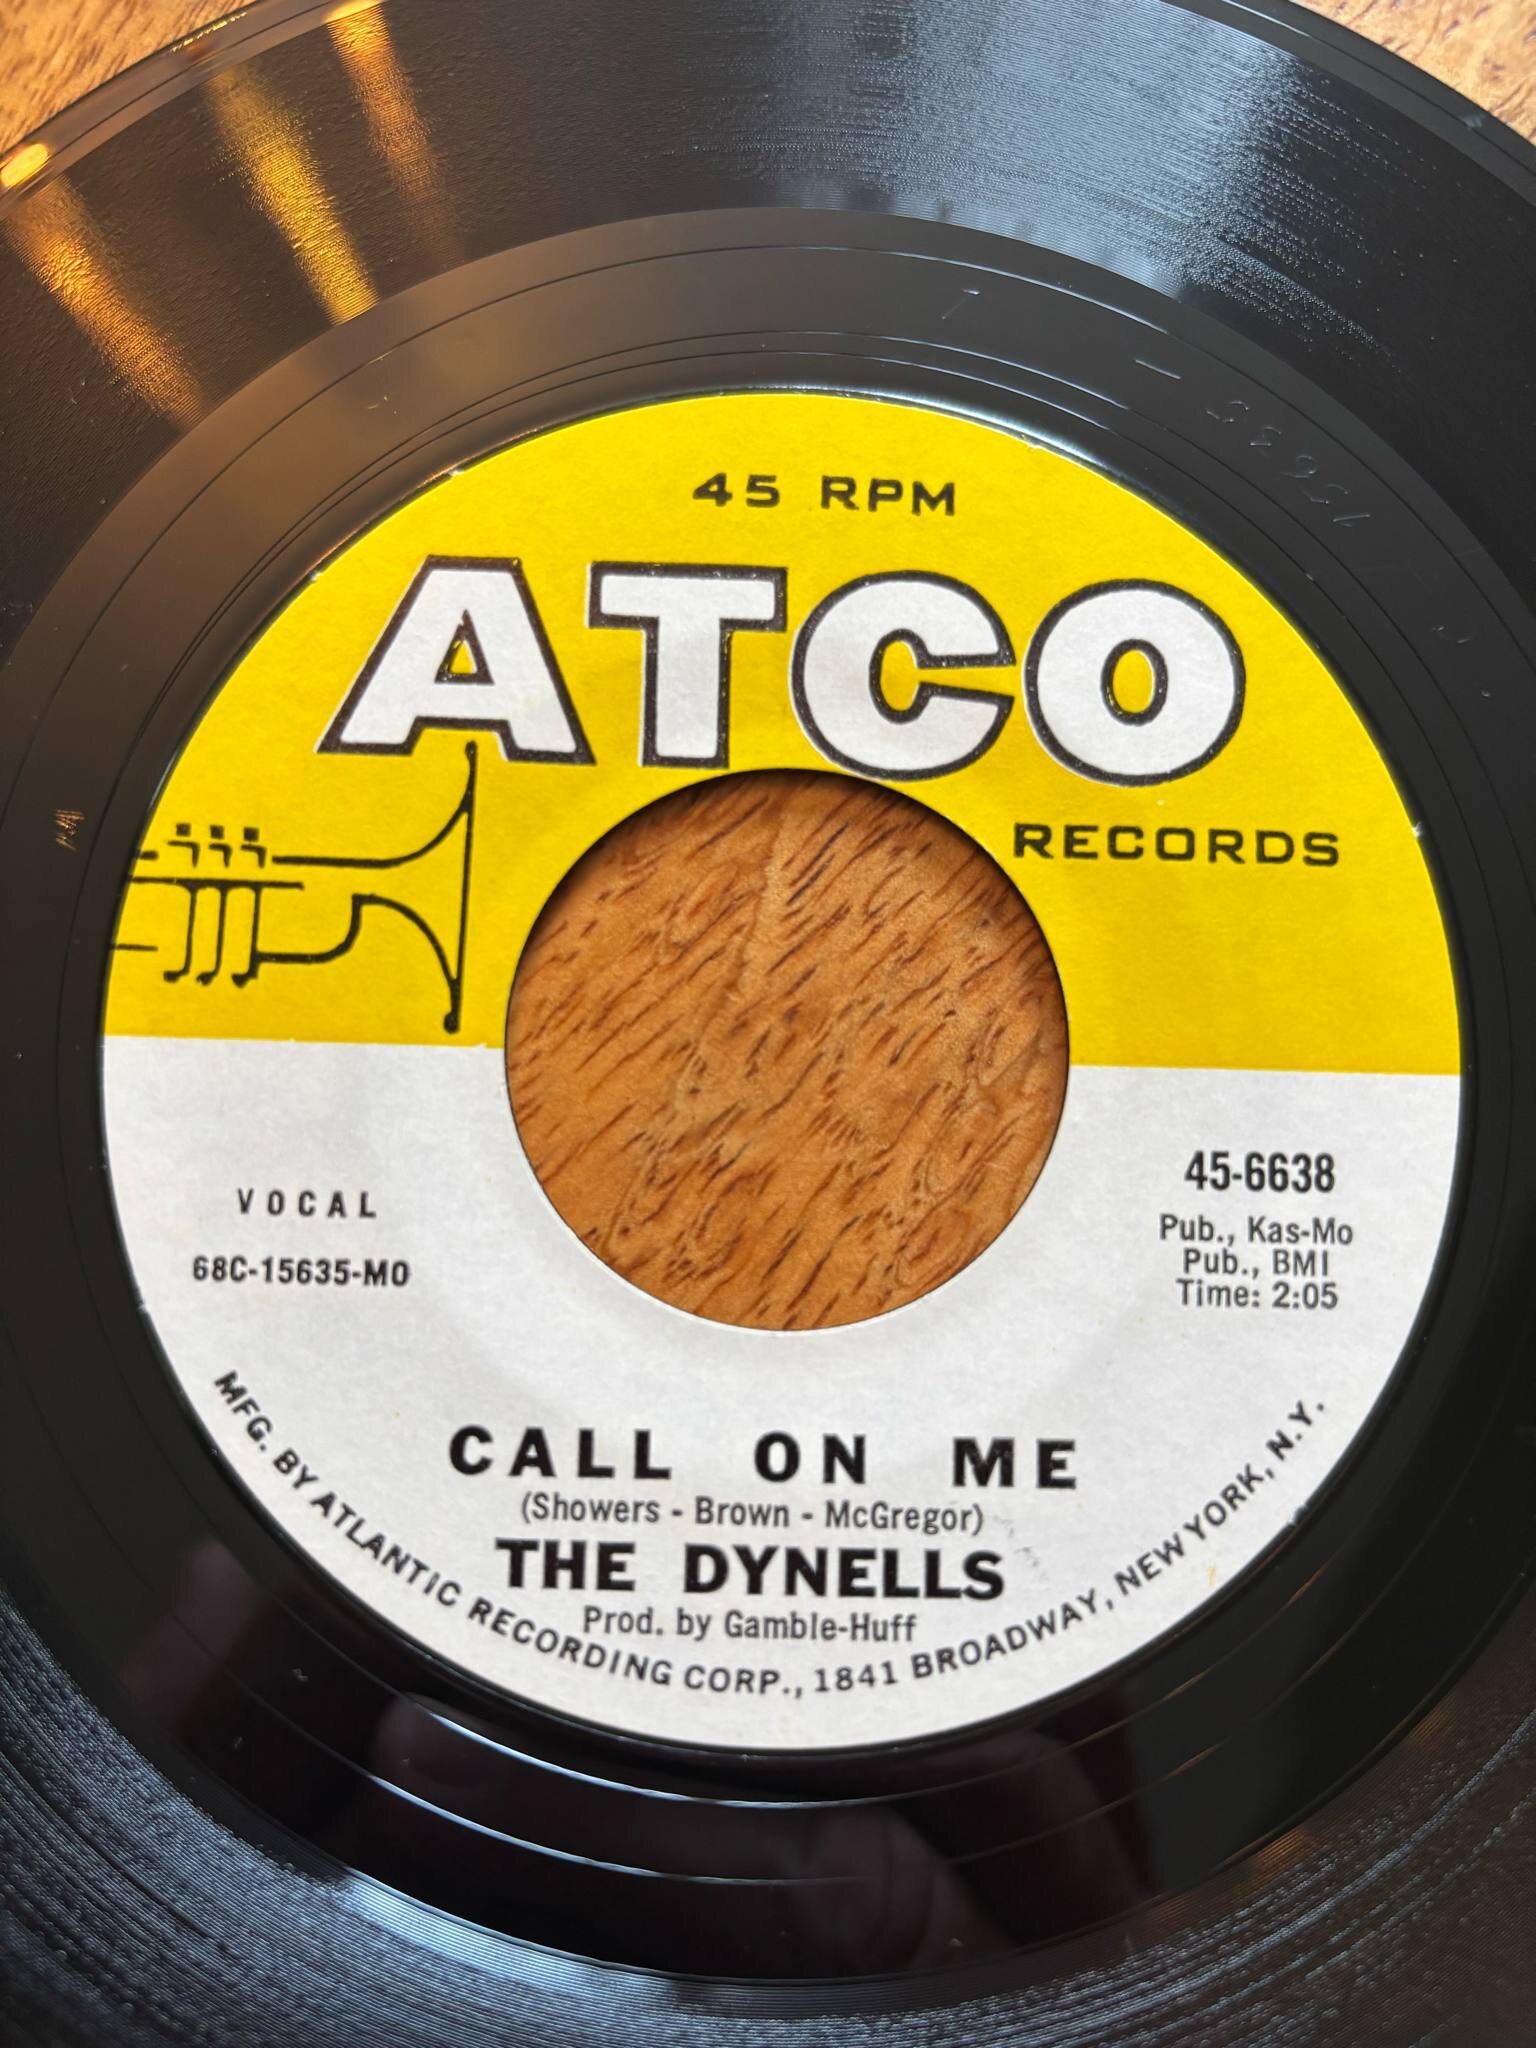 15635
45 RPM
ATCO
RECORDS
VOCAL
68C-15635-MO
45-6638
Pub., Kas-Mo
Pub., BMI
Time: 2:05
CALL ON ME
(Showers - Brown - McGregor)
THE DYNELLS
Prod. by Gamble-Huff
MFG. BY ATLANTIC RECORDING CORP., 1841 BROADWAY, NEW YORK, N.Y.